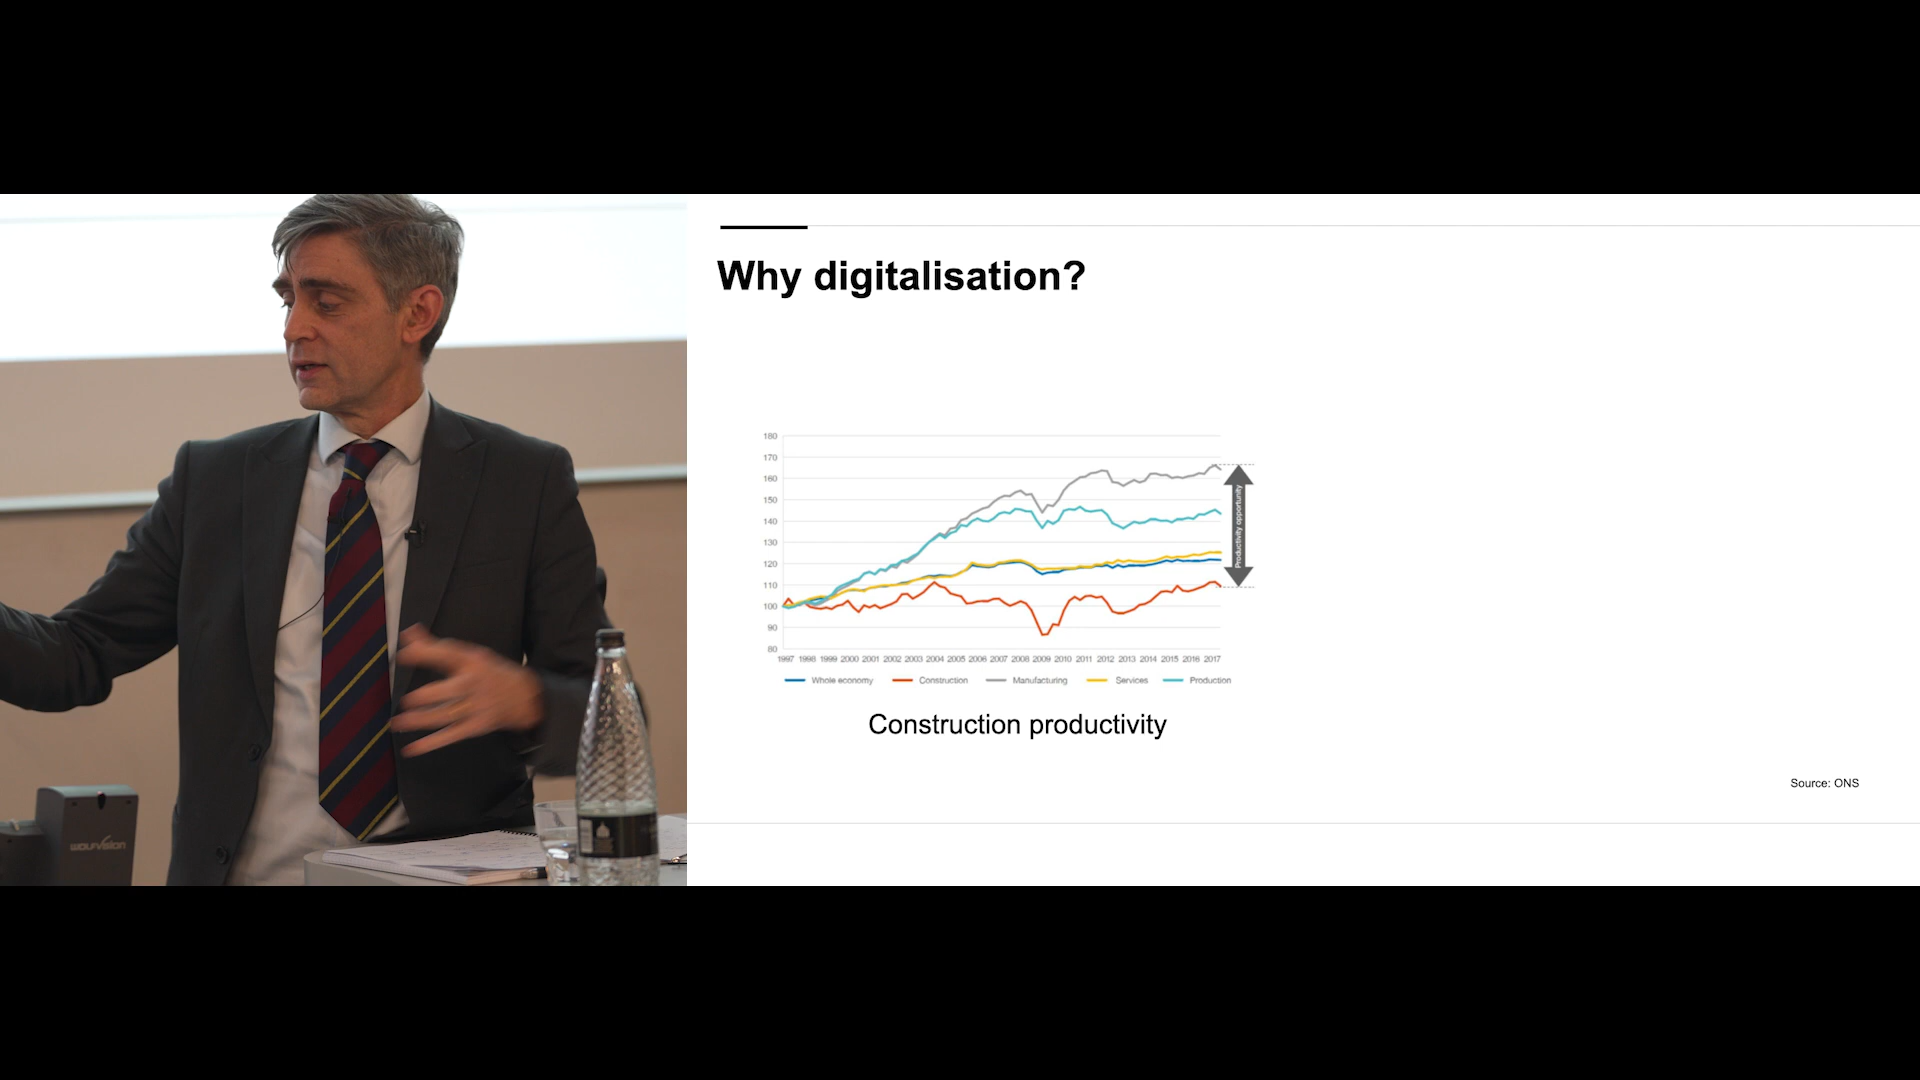 Why digitalisation?
180
170
160
150
140
130
120
110
100
90
80
Productivity opportunity
1997 1998 1999 2000 2001 2002 2003 2004 2005 2006 2007 2008 2009 2010 2011 2012 2013 2014 2015 2016 2017
Whole economy Construction Manufacturing Services Production
Construction productivity
Source: ONS
wolfvision